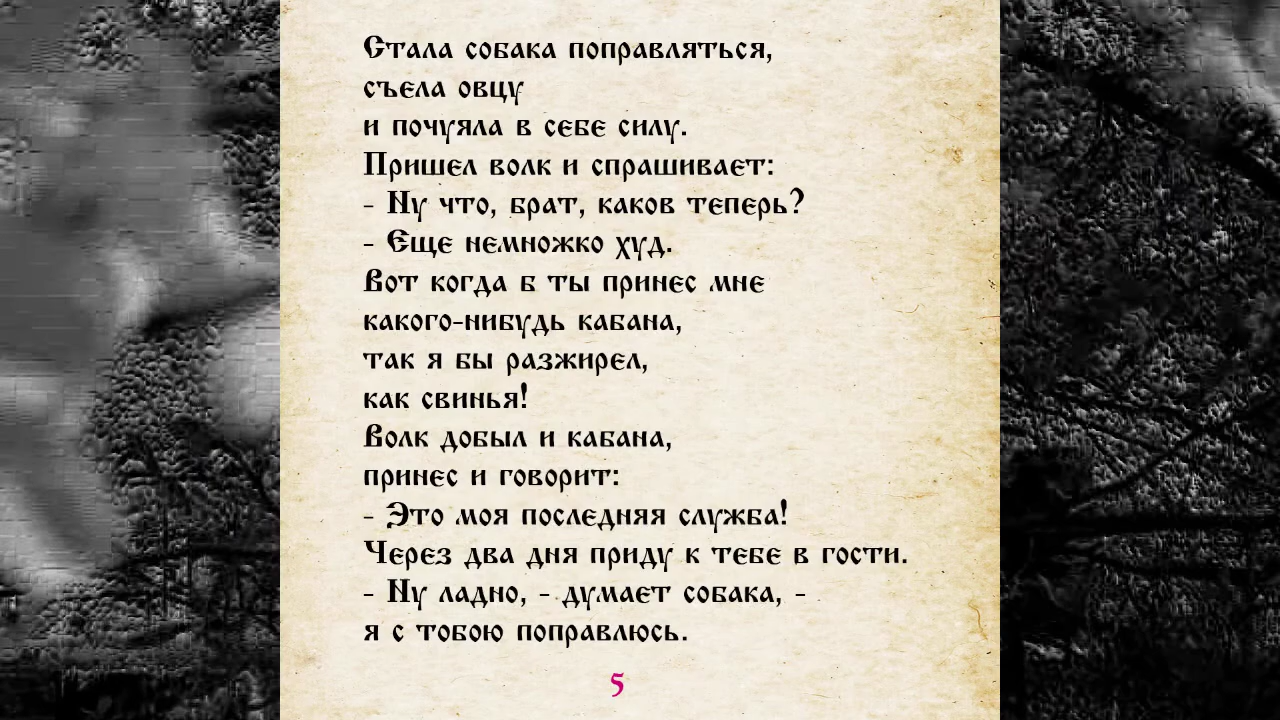 Стала собака поправляться,
съела овцу
и почуяла в себе силу.
Пришел волк и спрашивает:
- Ну что, брат, каков теперь?
- Еще немножко худ.
Вот когда б ты принес мне
какого-нибудь кабана,
так я бы разжирел,
как свинья!
Волк добыл и кабана,
принес и говорит:
- Это моя последняя служба!
Через два дня приду к тебе в гости.
- Ну ладно, - думает собака, -
я с тобою поправлюсь.
5